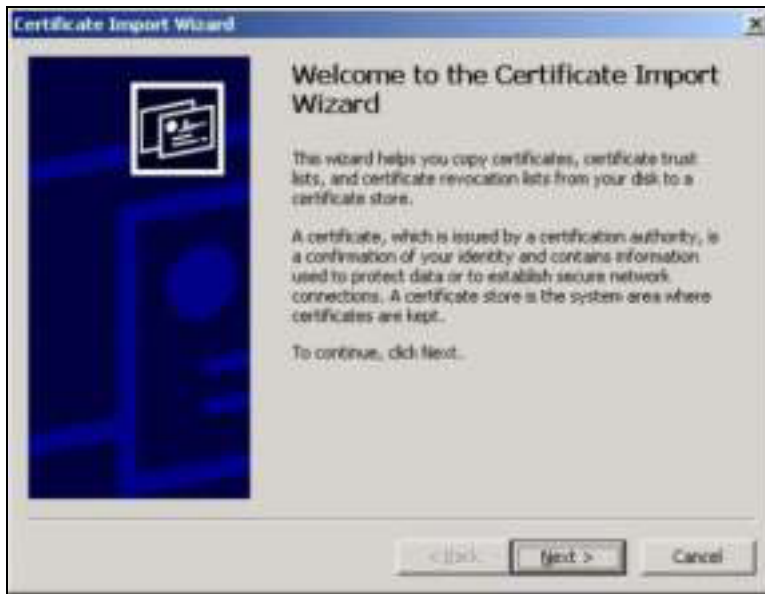 Certificate Import Wizard
Welcome to the Certificate Import
Wizard
This wizard helps you copy certificates, certificate trust
lists, and certificate revocation lists from your disk to a
certificate store.
A certificate, which is issued by a certification authority, is
a confirmation of your identity and contains information
used to protect data or to establish secure network
connections. A certificate store is the system area where
certificates are kept.
To continue, click Next.
< Back
Next >
Cancel